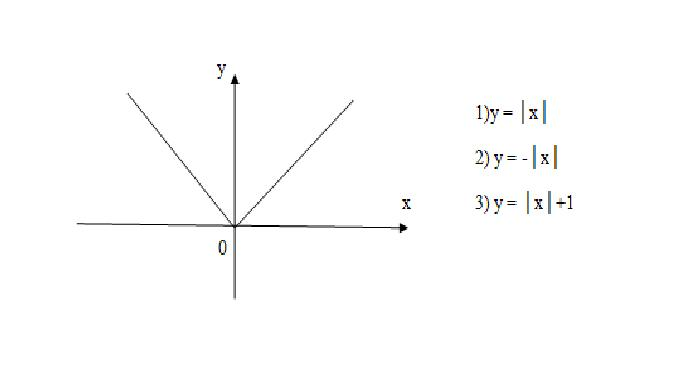 y
1)y = |x|
2) y = -|x|
x
3) y = |x|+1
0